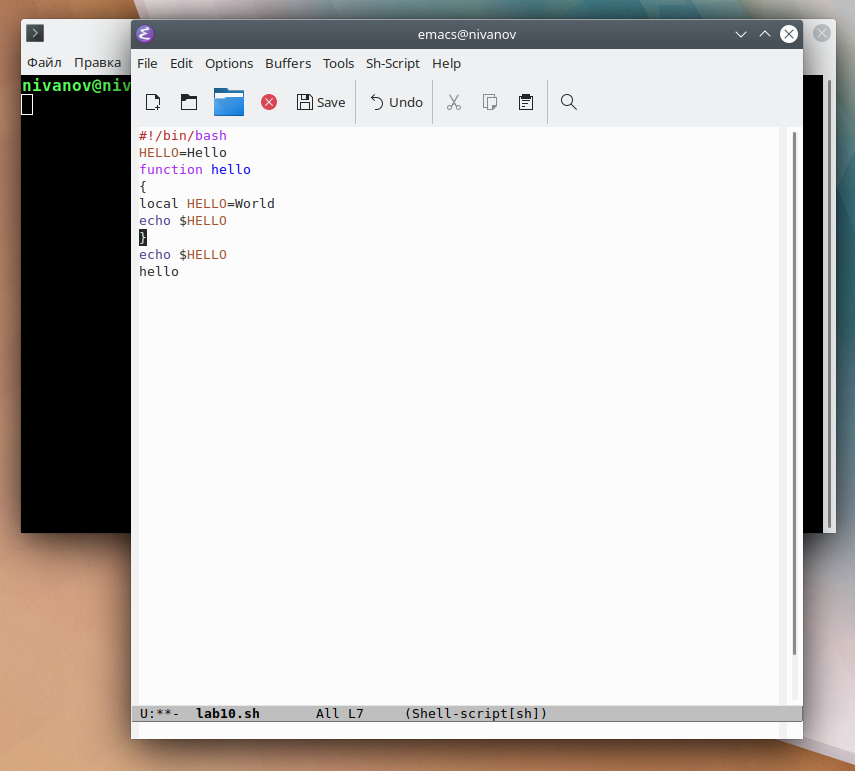 emacs@nivanov
Файл Правка
nivanov@niv
File Edit Options Buffers Tools Sh-Script Help
Save Undo
#!/bin/bash
HELLO=Hello
function hello
{
local HELLO=World
echo $HELLO
}
echo $HELLO
hello
U:**- lab10.sh All L7 (Shell-script[sh])